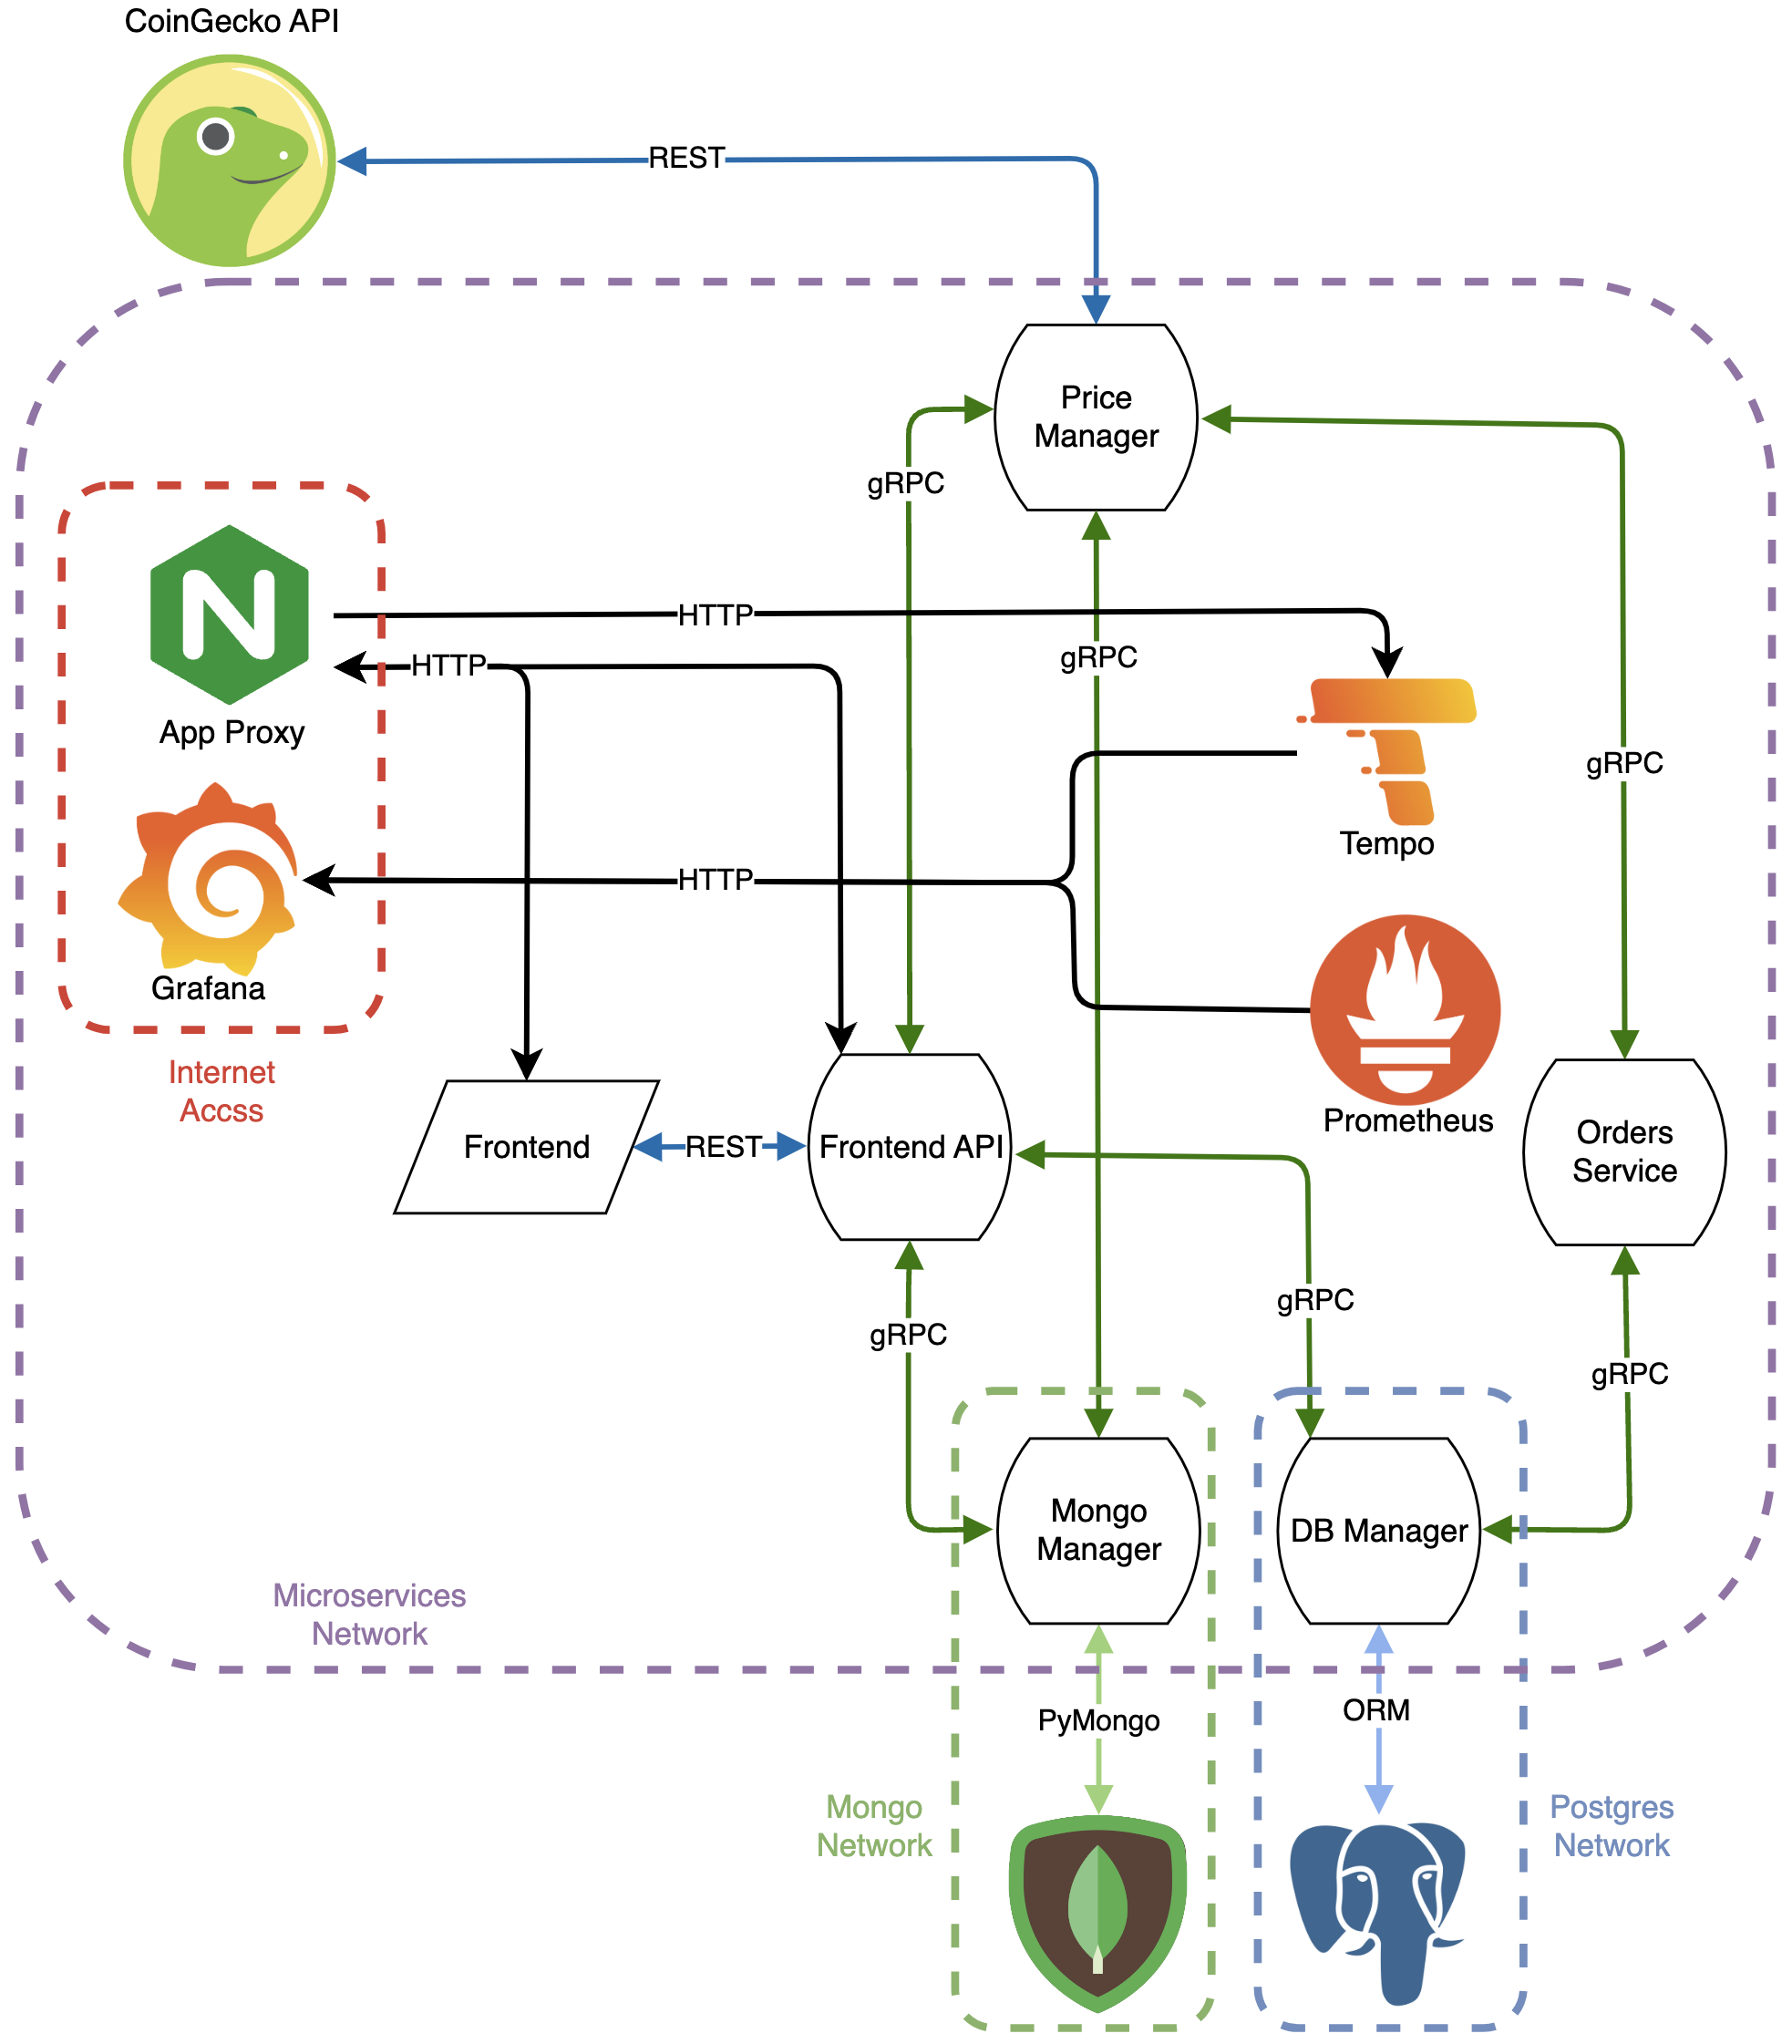 CoinGecko API
REST
Price
Manager
gRPC
HTTP
gRPC
HTTP
App Proxy
gRPC
Tempo
HTTP
Grafana
Internet
Accss
Prometheus
Frontend
REST
Frontend API
Orders
Service
gRPC
gRPC
gRPC
Mongo
Manager
DB Manager
Microservices
Network
PyMongo
ORM
Mongo
Network
Postgres
Network